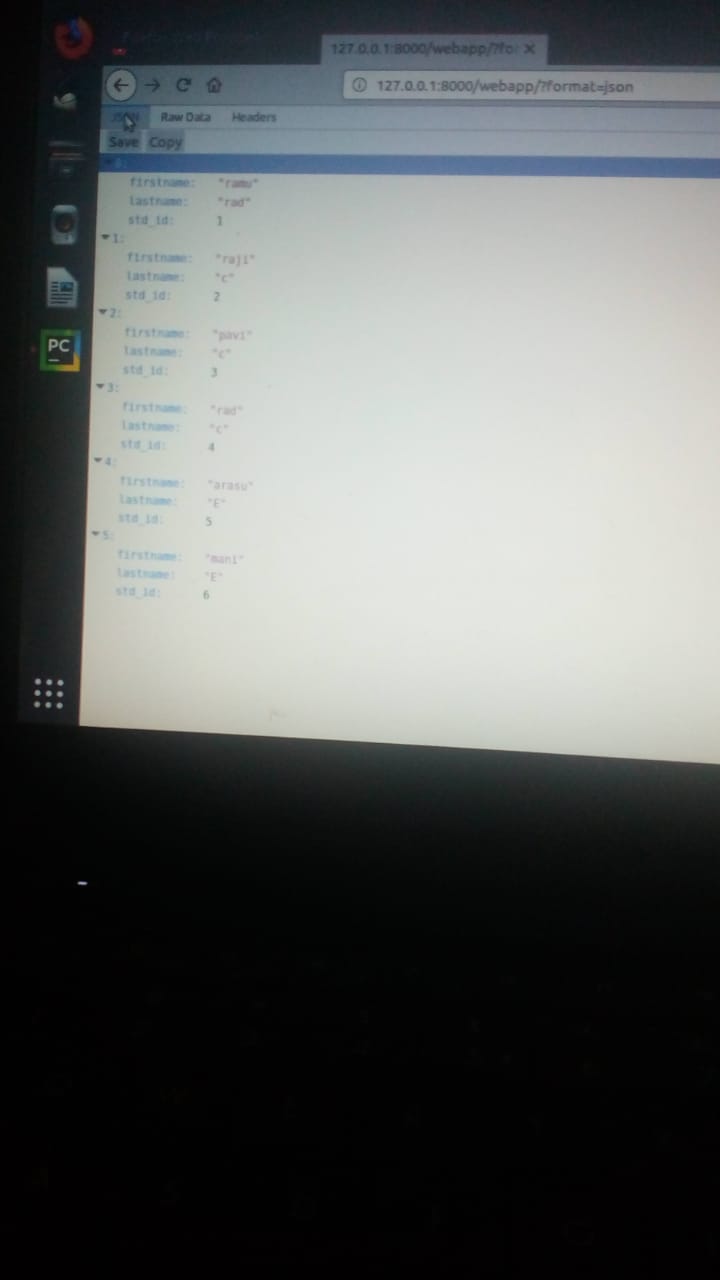 127.0.0.1:8000/webapp/?fo
127.0.0.1:8000/webapp/?format=json
JSON Raw Data Headers
Save Copy
0:
firstname: "ramu"
lastname: "rad"
std_id: 1
1:
firstname: "raji"
lastname: "c"
std_id: 2
2:
firstname: "pavi"
lastname: "c"
std_id: 3
3:
firstname: "rad"
lastname: "c"
std_id: 4
4:
firstname: "arasu"
lastname: "E"
std_id: 5
5:
firstname: "mani"
lastname: "E"
std_id: 6
PC